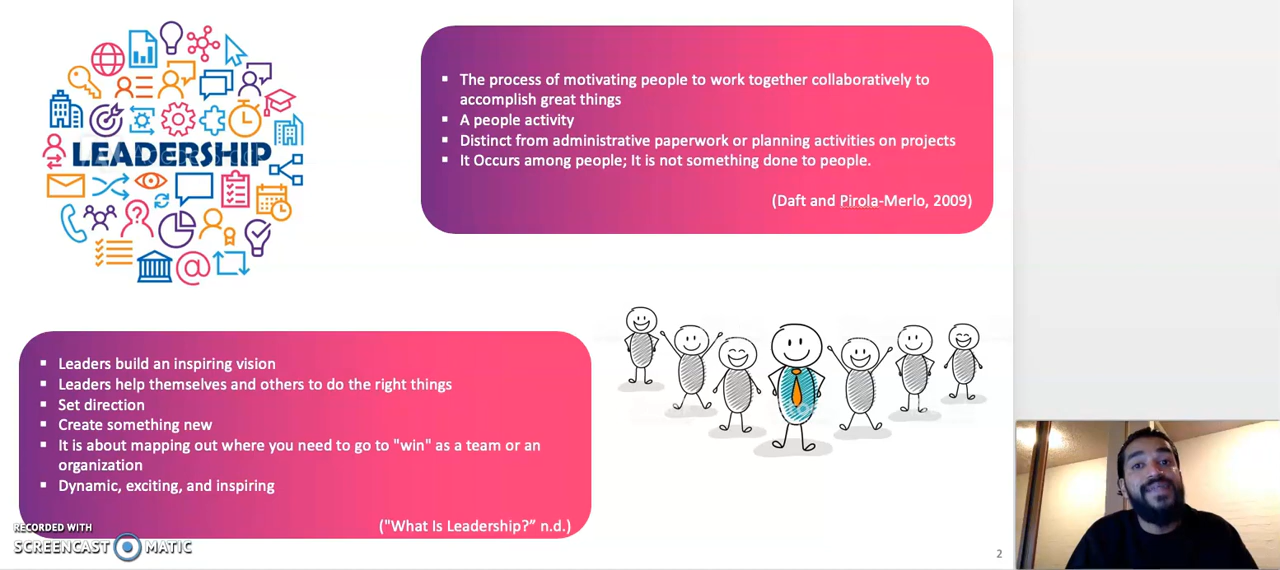 LEADERSHIP
▪ The process of motivating people to work together collaboratively to
accomplish great things
▪ A people activity
▪ Distinct from administrative paperwork or planning activities on projects
▪ It Occurs among people; It is not something done to people.
(Daft and Pirola-Merlo, 2009)
▪ Leaders build an inspiring vision
▪ Leaders help themselves and others to do the right things
▪ Set direction
▪ Create something new
▪ It is about mapping out where you need to go to "win" as a team or an
organization
▪ Dynamic, exciting, and inspiring
("What Is Leadership?” n.d.)
RECORDED WITH
SCREENCAST MATIC
2